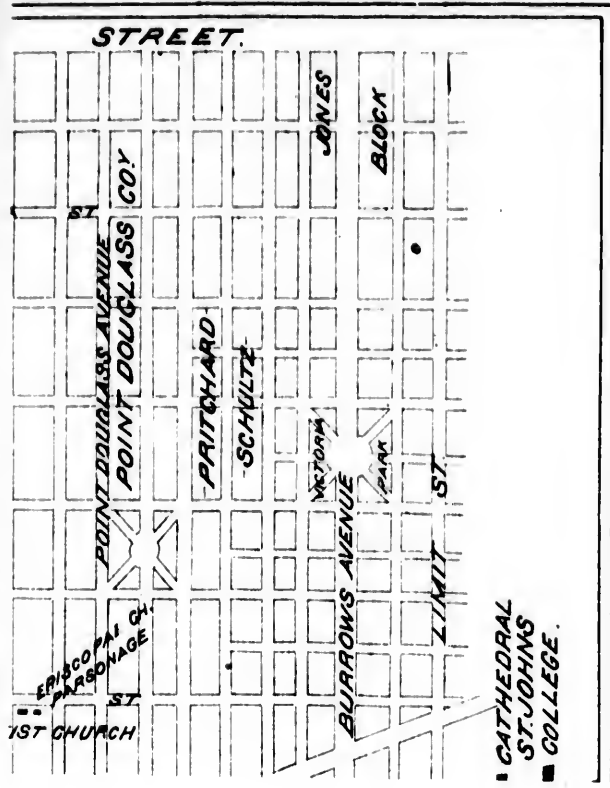 STREET.
JONES
BLOCK
ST
POINT DOUGLASS AVENUE
POINT DOUGLASS COY.
PRITCHARD
SCHULTZ
VICTORIA
PARK
BURROWS AVENUE
LIMIT ST.
EPISCOPAL CH.
PARSONAGE
ST
IST CHURCH
CATHEDRAL
ST. JOHNS
COLLEGE.